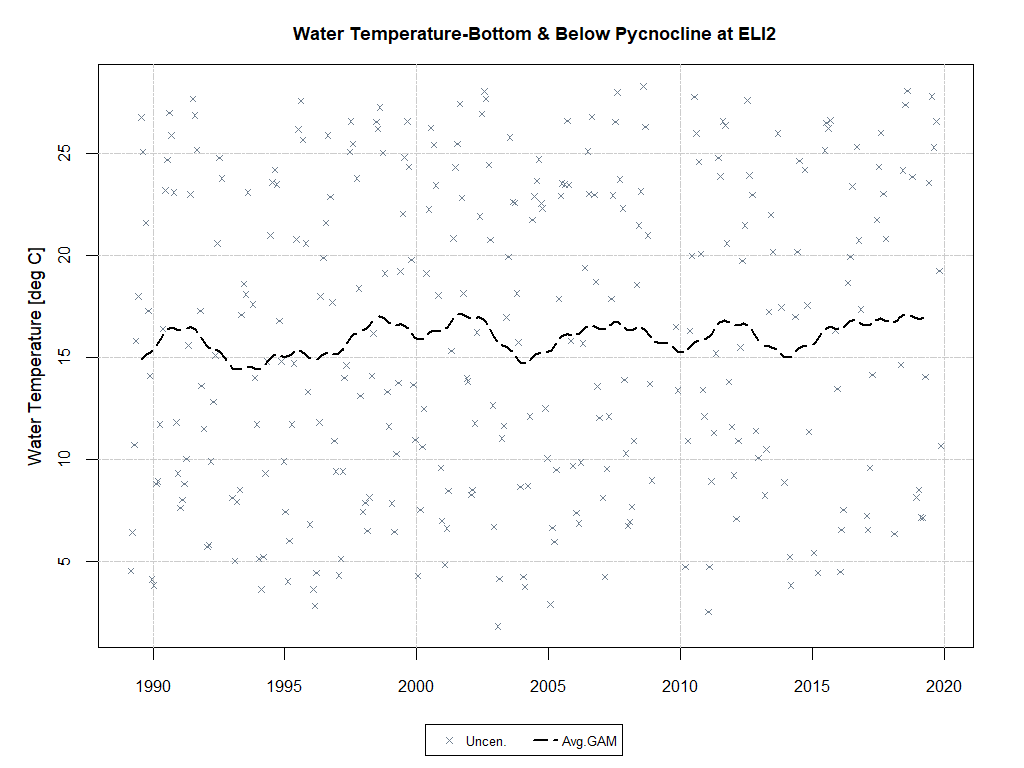 Water Temperature-Bottom & Below Pycnocline at ELI2
Water Temperature [deg C]
25
20
15
10
5
1990 1995 2000 2005 2010 2015 2020
Uncen. Avg.GAM